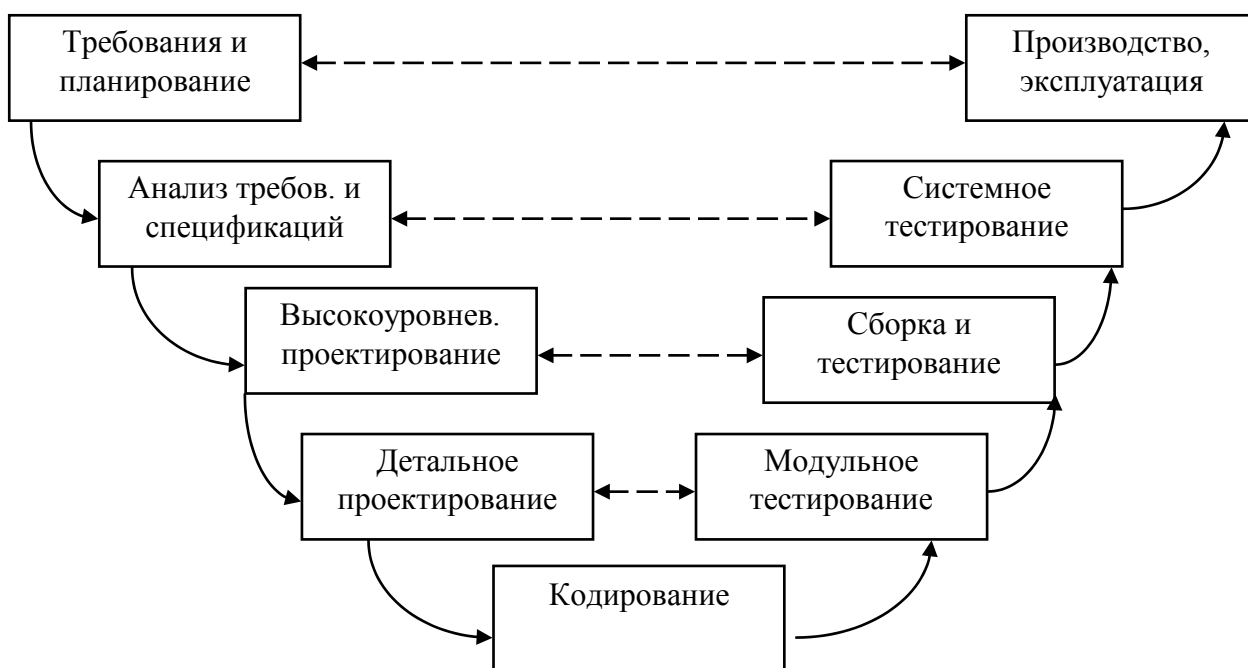 Требования и
планирование
Производство,
эксплуатация
Анализ требов. и
спецификаций
Системное
тестирование
Высокоуровнев.
проектирование
Сборка и
тестирование
Детальное
проектирование
Модульное
тестирование
Кодирование